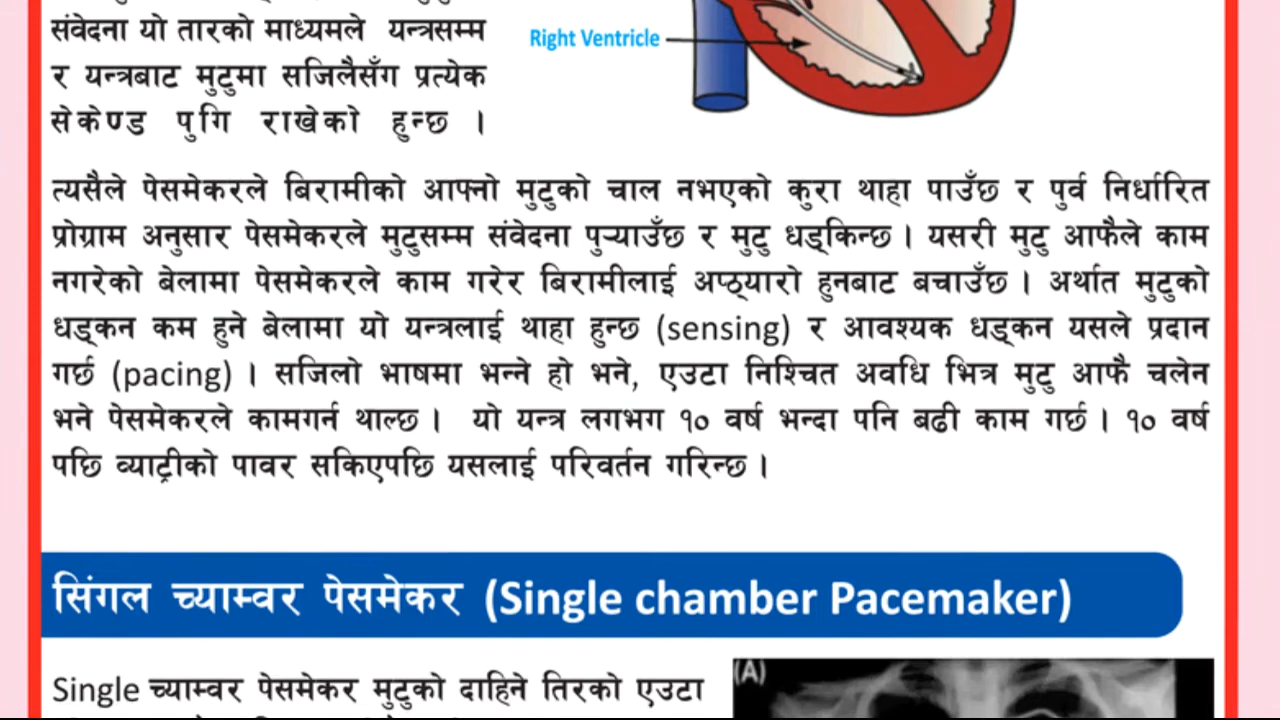 संवेदना यो तारको माध्यमले यन्त्रसम्म
र यन्त्रबाट मुटुमा सजिलैसँग प्रत्येक
सेकेण्ड पुगि राखेको हुन्छ ।
Right Ventricle
त्यसैले पेसमेकरले बिरामीको आफ्नो मुटुको चाल नभएको कुरा थाहा पाउँछ र पुर्व निर्धारित
प्रोग्राम अनुसार पेसमेकरले मुटुसम्म संवेदना पुऱ्याउँछ र मुटु धड्किन्छ। यसरी मुटु आफैले काम
नगरेको बेलामा पेसमेकरले काम गरेर बिरामीलाई अप्ठ्यारो हुनबाट बचाउँछ । अर्थात मुटुको
धड्कन कम हुने बेलामा यो यन्त्रलाई थाहा हुन्छ (sensing) र आवश्यक धड्कन यसले प्रदान
गर्छ (pacing) । सजिलो भाषमा भन्ने हो भने, एउटा निश्चित अवधि भित्र मुटु आफै चलेन
भने पेसमेकरले कामगर्न थाल्छ । यो यन्त्र लगभग १० वर्ष भन्दा पनि बढी काम गर्छ । १० वर्ष
पछि व्याट्रीको पावर सकिएपछि यसलाई परिवर्तन गरिन्छ ।
सिंगल च्याम्वर पेसमेकर (Single chamber Pacemaker)
Single च्याम्वर पेसमेकर मुटुको दाहिने तिरको एउटा
(A)